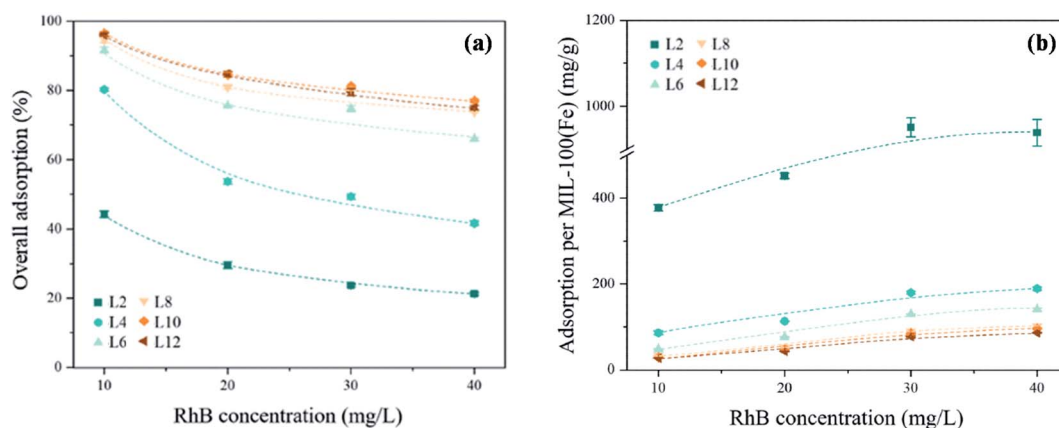 (a)
Overall adsorption (%)
100
80
60
40
20
0
L2 L8
L4 L10
L6 L12
10 20 30 40
RhB concentration (mg/L)
(b)
Adsorption per MIL-100(Fe) (mg/g)
1200
1000
400
200
0
L2 L8
L4 L10
L6 L12
10 20 30 40
RhB concentration (mg/L)